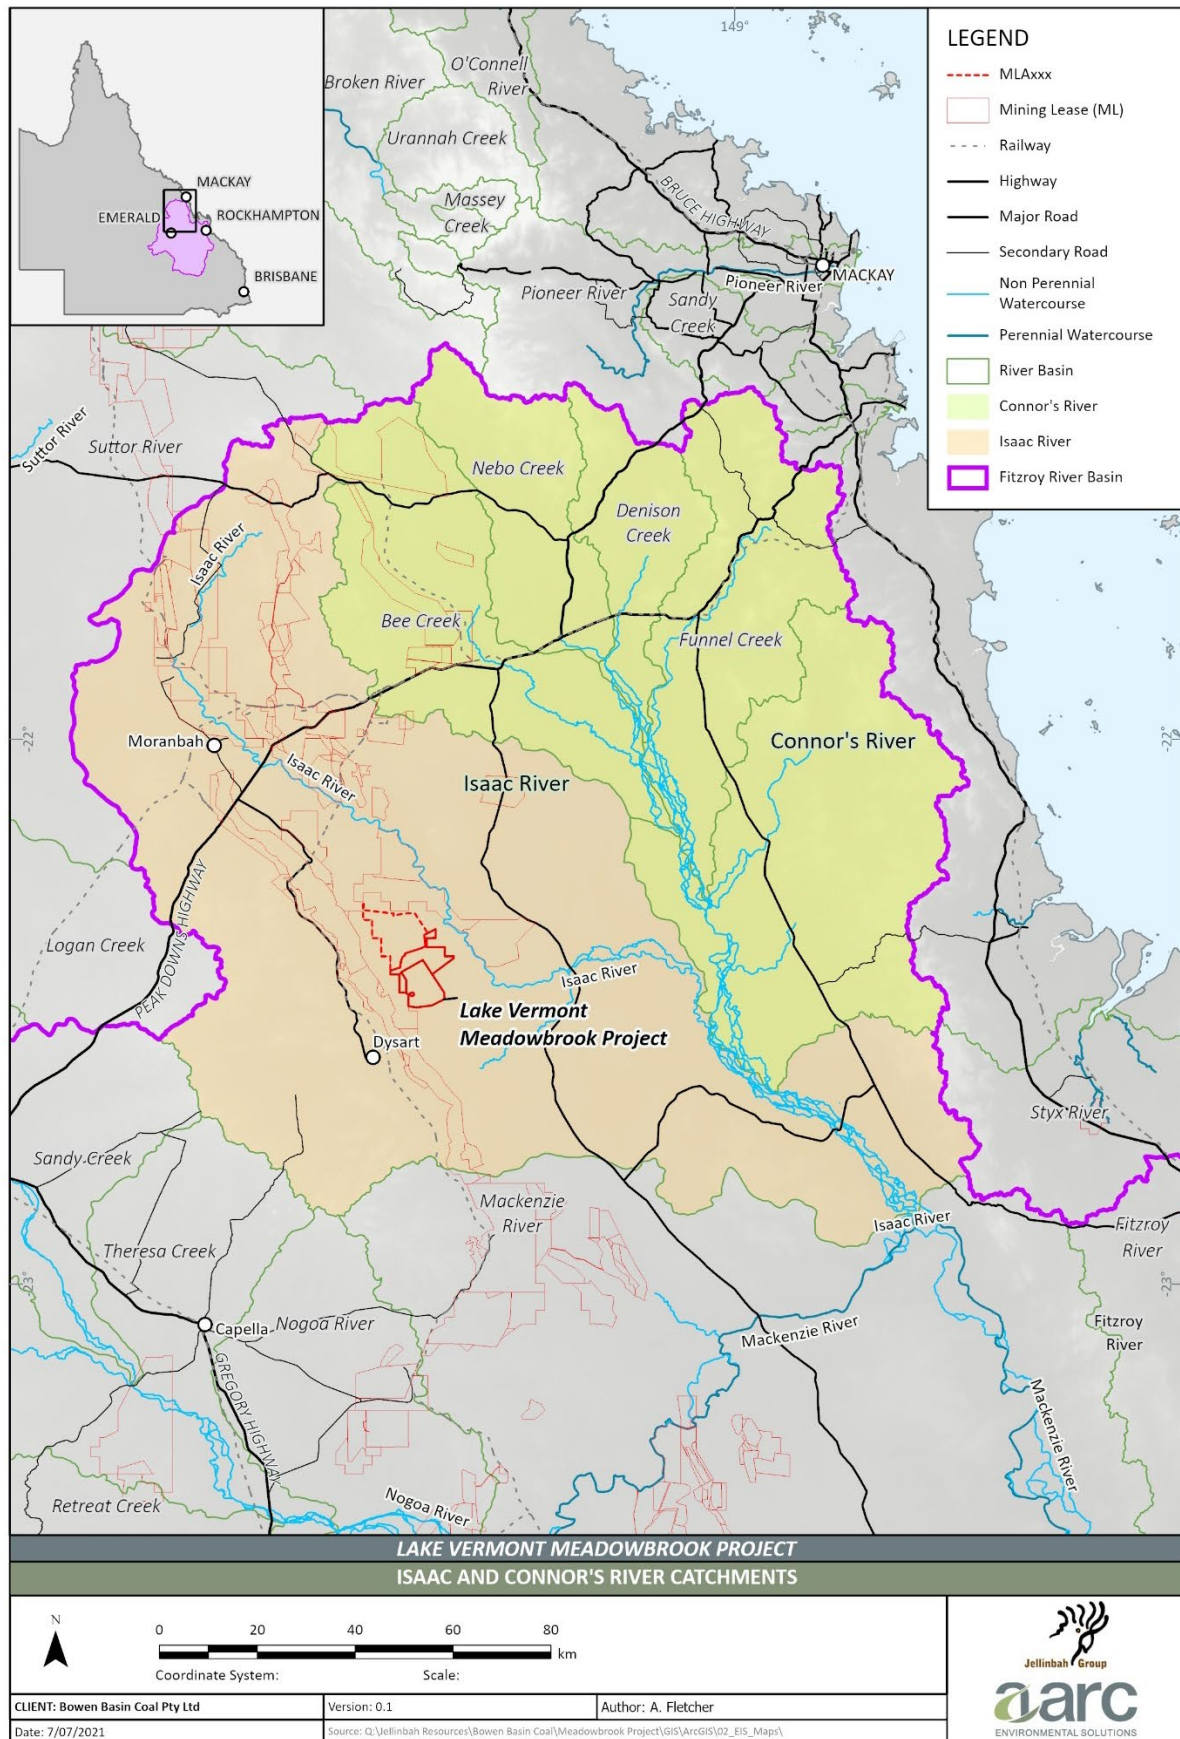 MACKAY
EMERALD
ROCKHAMPTON
BRISBANE
149°
O'Connell
River
Broken River
Urannah Creek
Massey
Creek
BRUCE HIGHWAY
MACKAY
Pioneer River
Pioneer River
Sandy
Creek
LEGEND
MLAxxx
Mining Lease (ML)
Railway
Highway
Major Road
Secondary Road
Non Perennial
Watercourse
Perennial Watercourse
River Basin
Connor's River
Isaac River
Fitzroy River Basin
Suttor River
Suttor River
Nebo Creek
Denison
Creek
Isaac River
Bee Creek
Funnel Creek
-22°
-22°
Moranbah
Isaac River
Isaac River
Connor's River
PEAK DOWNS HIGHWAY
Logan Creek
Isaac River
Lake Vermont
Meadowbrook Project
Dysart
Styx River
Sandy Creek
Mackenzie
River
Isaac River
Fitzroy
River
Theresa Creek
-23°
-23°
Capella
Nogoa River
Mackenzie River
Fitzroy
River
GREGORY HIGHWAY
Mackenzie River
Retreat Creek
Nogoa River
LAKE VERMONT MEADOWBROOK PROJECT
ISAAC AND CONNOR'S RIVER CATCHMENTS
N
0 20 40 60 80
km
Coordinate System: Scale:
Jellinbah Group
aarc
ENVIRONMENTAL SOLUTIONS
CLIENT: Bowen Basin Coal Pty Ltd
Version: 0.1
Author: A. Fletcher
Date: 7/07/2021
Source: Q:\Jellinbah Resources\Bowen Basin Coal\Meadowbrook Project\GIS\ArcGIS\02_EIS_Maps\